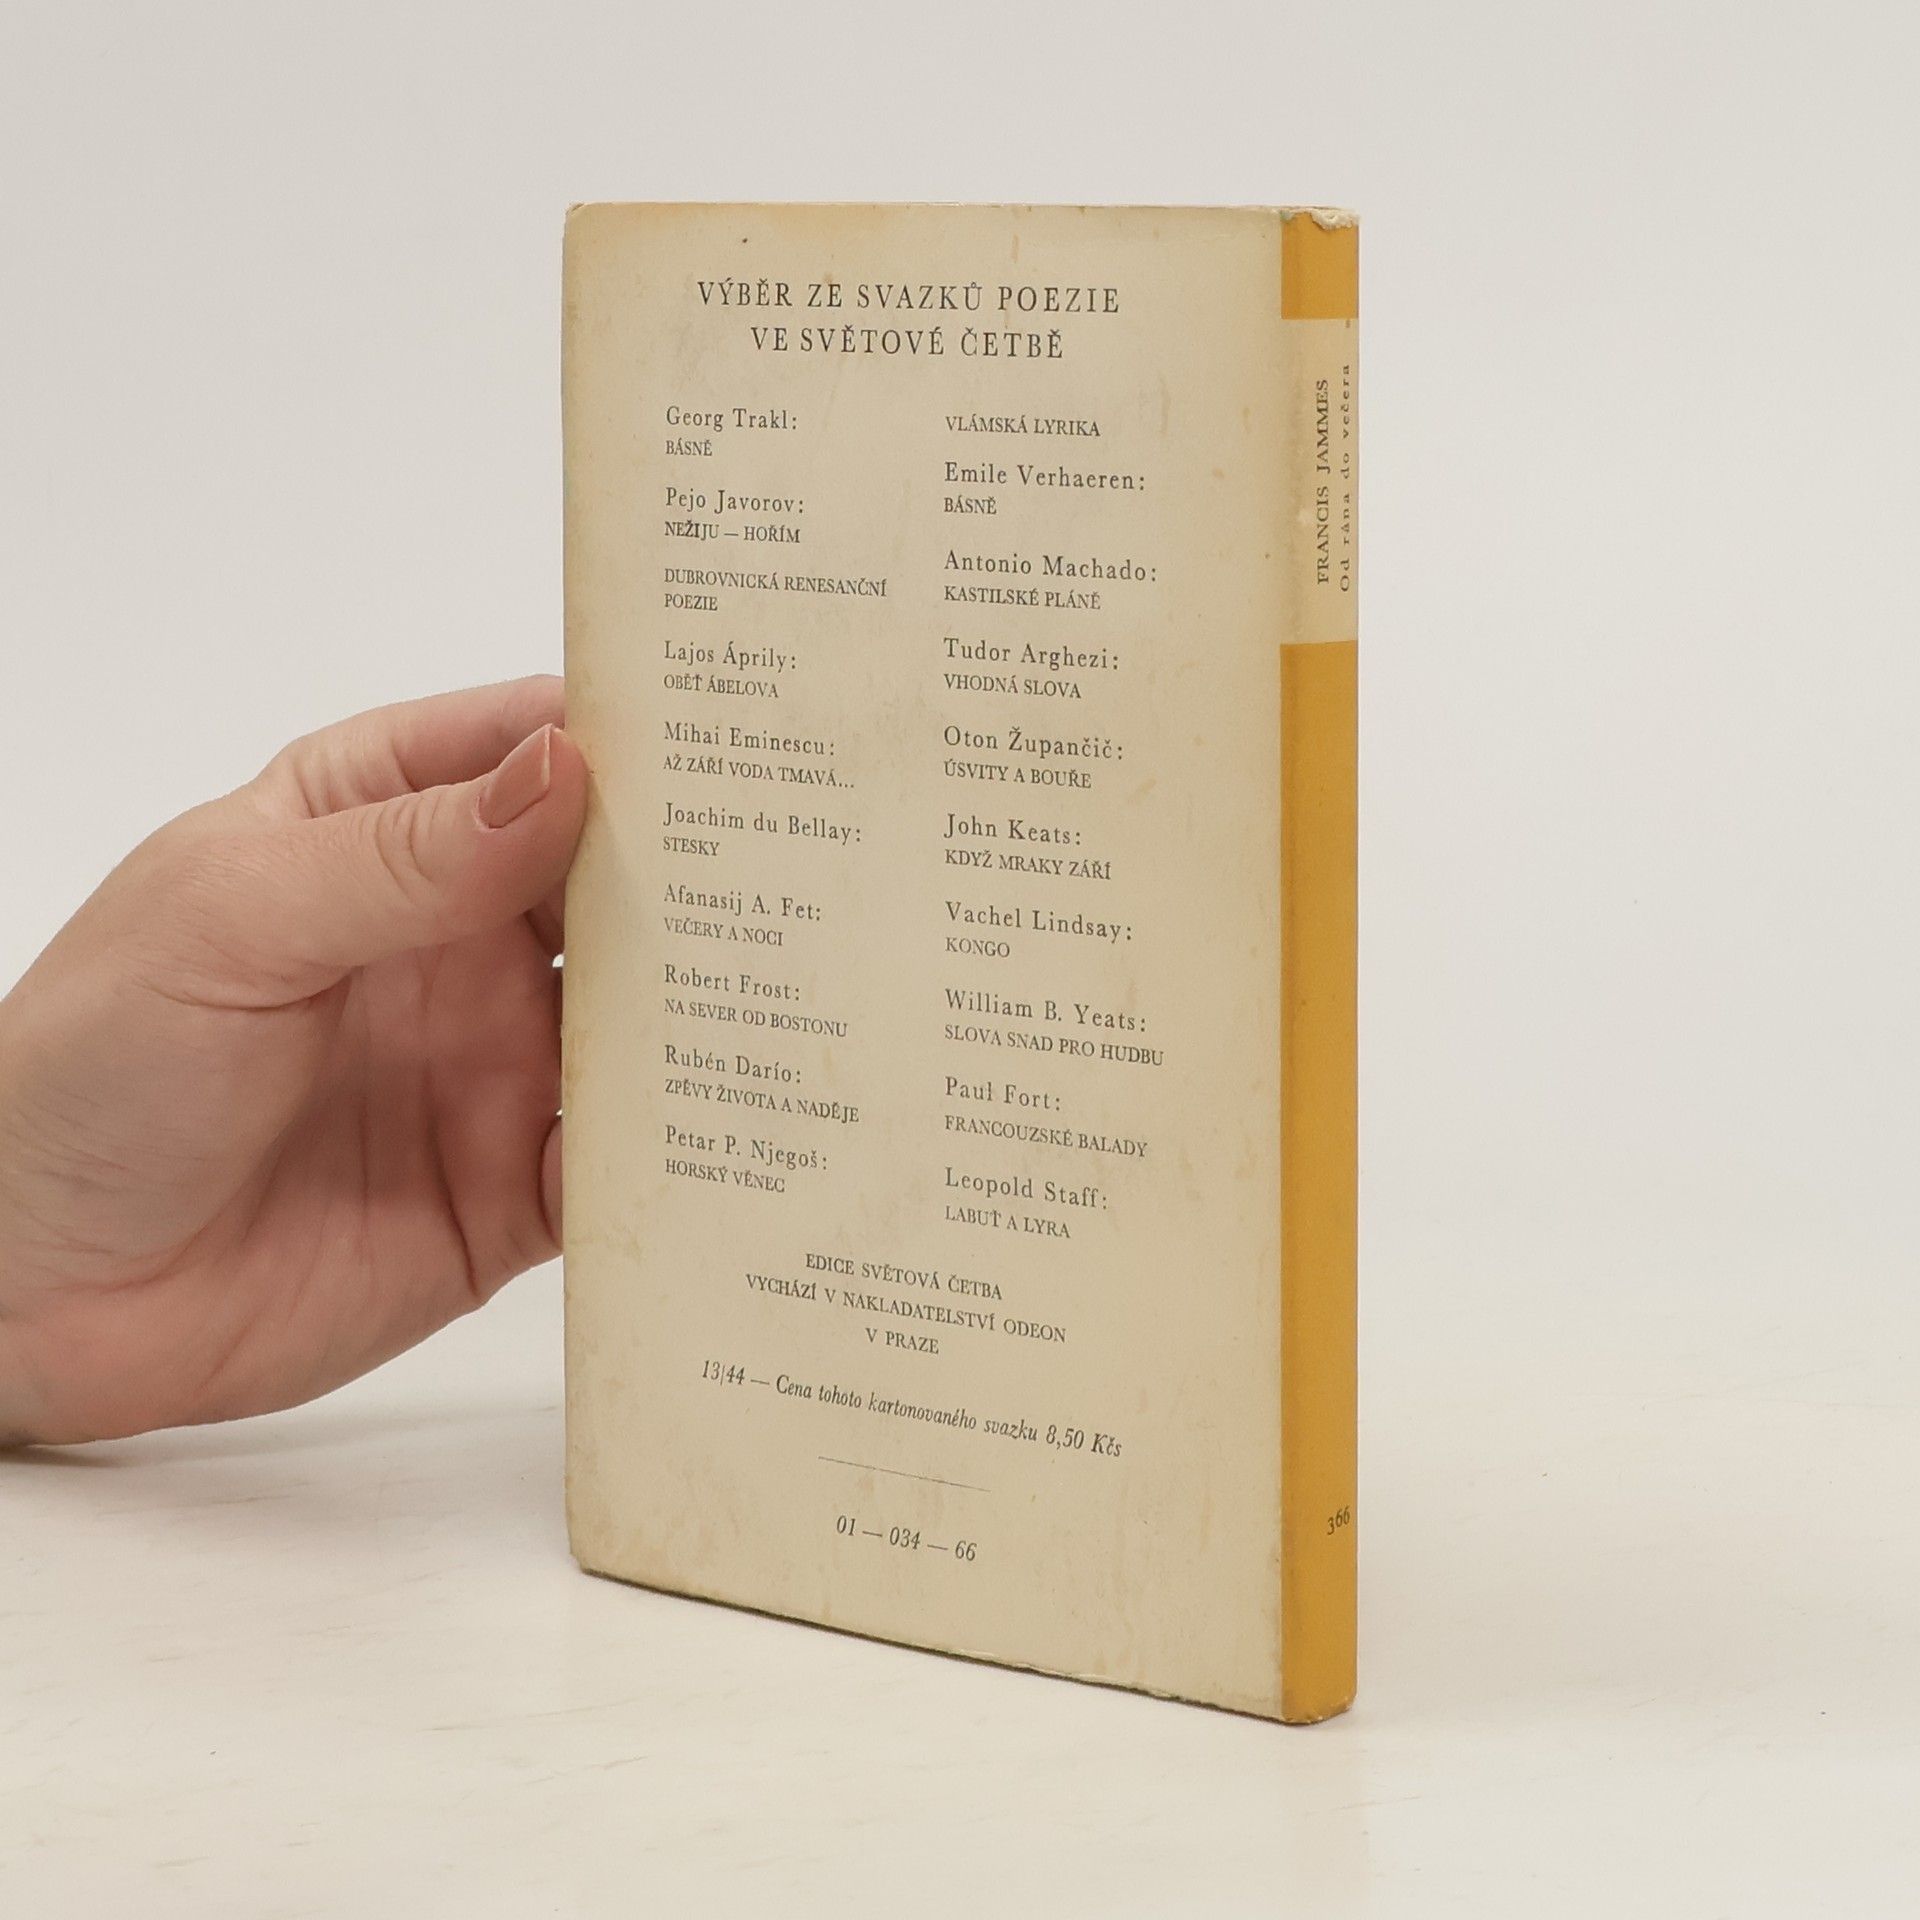 VÝBĚR ZE SVAZKŮ POEZIE
VE SVĚTOVÉ ČETBĚ
Georg Trakl:
BÁSNĚ
Pejo Javorov:
NEŽIJU — HOŘÍM
DUBROVNICKÁ RENESANČNÍ
POEZIE
Lajos Áprily:
OBĚŤ ÁBELOVA
Mihai Eminescu:
AŽ ZÁŘÍ VODA TMAVÁ...
Joachim du Bellay:
STESKY
Afanasij A. Fet:
VEČERY A NOCI
Robert Frost:
NA SEVER OD BOSTONU
Rubén Darío:
ZPĚVY ŽIVOTA A NADĚJE
Petar P. Njegoš:
HORSKÝ VĚNEC
VLÁMSKÁ LYRIKA
Emile Verhaeren:
BÁSNĚ
Antonio Machado:
KASTILSKÉ PLÁNĚ
Tudor Arghezi:
VHODNÁ SLOVA
Oton Župančič:
ÚSVITY A BOUŘE
John Keats:
KDYŽ MRAKY ZÁŘÍ
Vachel Lindsay:
KONGO
William B. Yeats:
SLOVA SNAD PRO HUDBU
Paul Fort:
FRANCOUZSKÉ BALADY
Leopold Staff:
LABUŤ A LYRA
EDICE SVĚTOVÁ ČETBA
VYCHÁZÍ V NAKLADATELSTVÍ ODEON
V PRAZE
13/44 — Cena tohoto kartonovaného svazku 8,50 Kčs
01 — 034 — 66
FRANCIS JAMMES
Od rána do večera
366